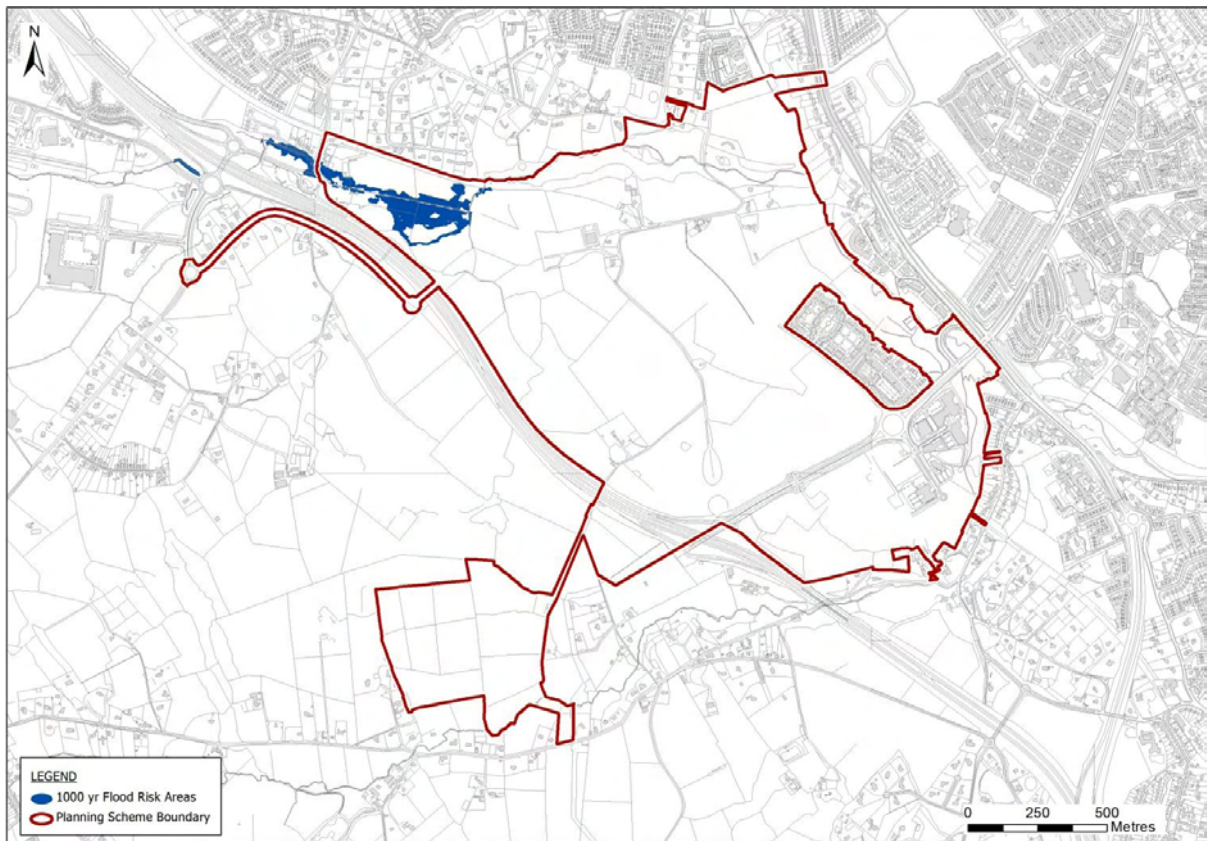 N
LEGEND
1000 yr Flood Risk Areas
Planning Scheme Boundary
0 250 500
Metres